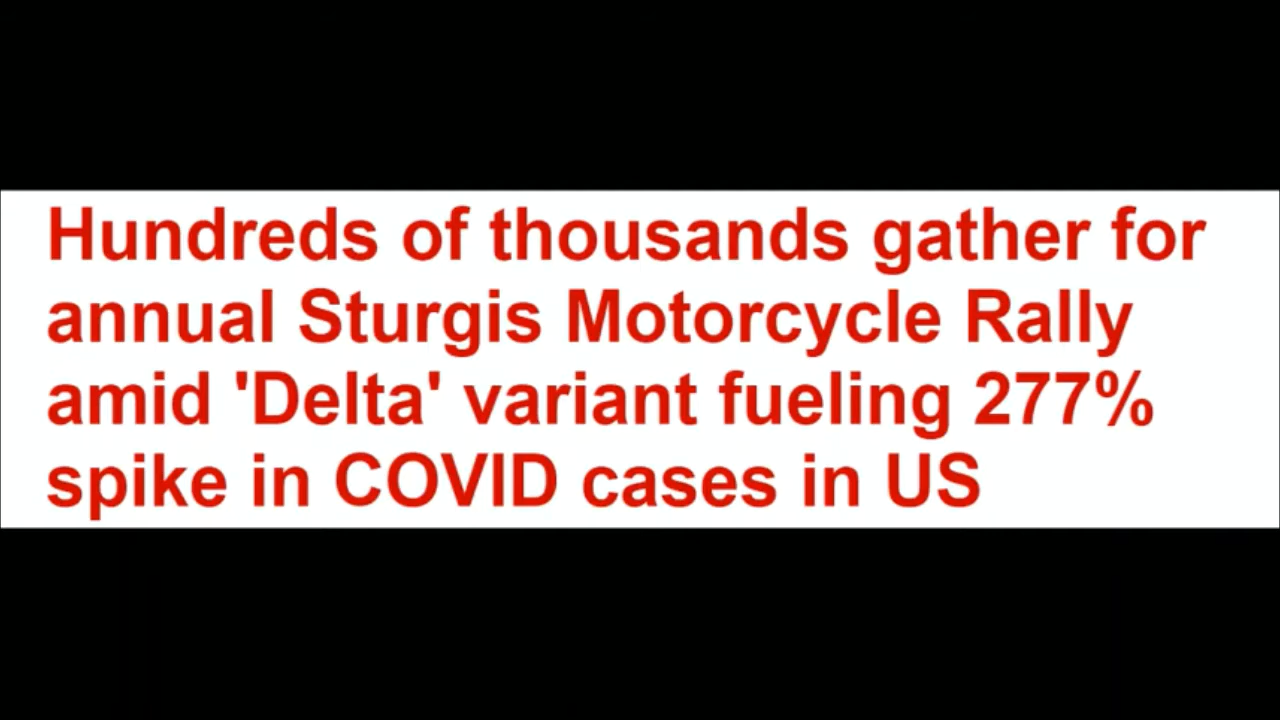 Hundreds of thousands gather for
annual Sturgis Motorcycle Rally
amid 'Delta' variant fueling 277%
spike in COVID cases in US